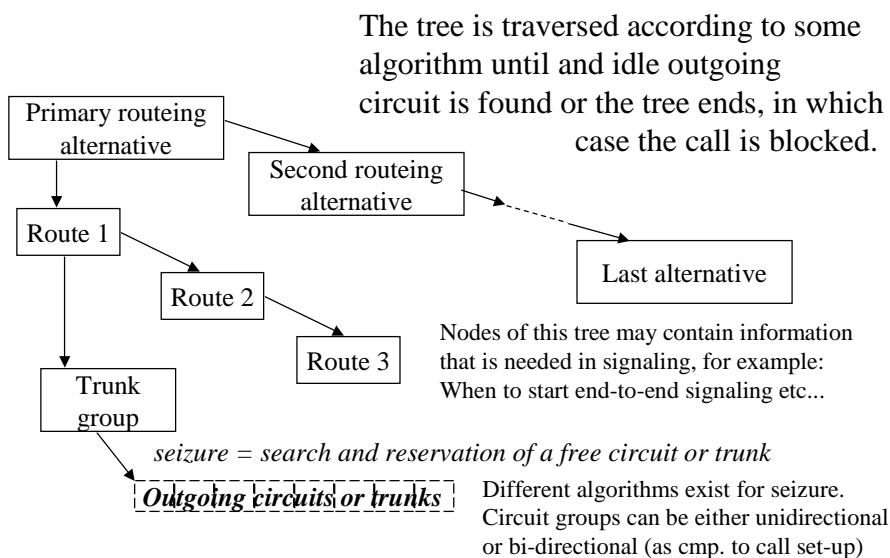 The tree is traversed according to some
algorithm until and idle outgoing
circuit is found or the tree ends, in which
case the call is blocked.
Primary routeing
alternative
Second routeing
alternative
Last alternative
Route 1
Route 2
Route 3
Nodes of this tree may contain information
that is needed in signaling, for example:
When to start end-to-end signaling etc...
Trunk
group
seizure = search and reservation of a free circuit or trunk
Outgoing circuits or trunks
Different algorithms exist for seizure.
Circuit groups can be either unidirectional
or bi-directional (as cmp. to call set-up)